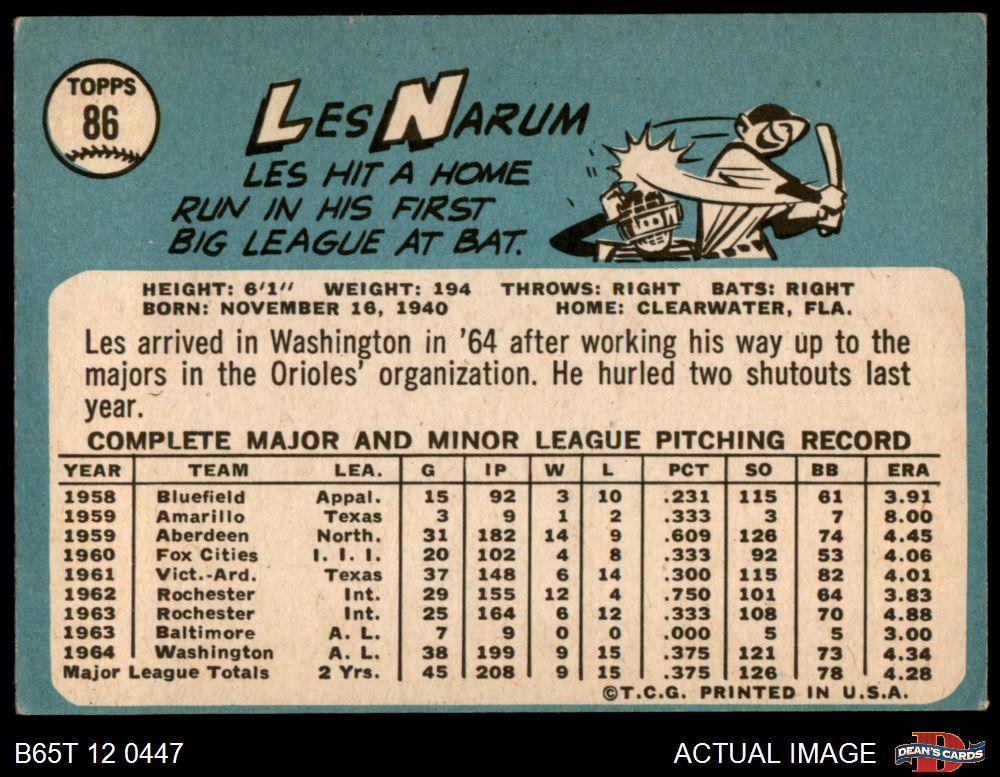 TOPPS
86
LES NARUM
LES HIT A HOME
RUN IN HIS FIRST
BIG LEAGUE AT BAT.
HEIGHT: 6'1" WEIGHT: 194 THROWS: RIGHT BATS: RIGHT
BORN: NOVEMBER 16, 1940 HOME: CLEARWATER, FLA.
Les arrived in Washington in '64 after working his way up to the
majors in the Orioles' organization. He hurled two shutouts last
year.
COMPLETE MAJOR AND MINOR LEAGUE PITCHING RECORD
YEAR TEAM LEA. G IP W L PCT SO BB ERA
1958 Bluefield Appal. 15 92 3 10 .231 115 61 3.91
1959 Amarillo Texas 3 9 1 2 .333 3 7 8.00
1959 Aberdeen North. 31 182 14 9 .609 126 74 4.45
1960 Fox Cities I. I. I. 20 102 4 8 .333 92 53 4.06
1961 Vict.-Ard. Texas 37 148 6 14 .300 115 82 4.01
1962 Rochester Int. 29 155 12 4 .750 101 64 3.83
1963 Rochester Int. 25 164 6 12 .333 108 70 4.88
1963 Baltimore A. L. 7 9 0 0 .000 5 5 3.00
1964 Washington A. L. 38 199 9 15 .375 121 73 4.34
Major League Totals 2 Yrs. 45 208 9 15 .375 126 78 4.28
©T.C.G. PRINTED IN U.S.A.
B65T 12 0447 ACTUAL IMAGE D DEAN'S CARDS